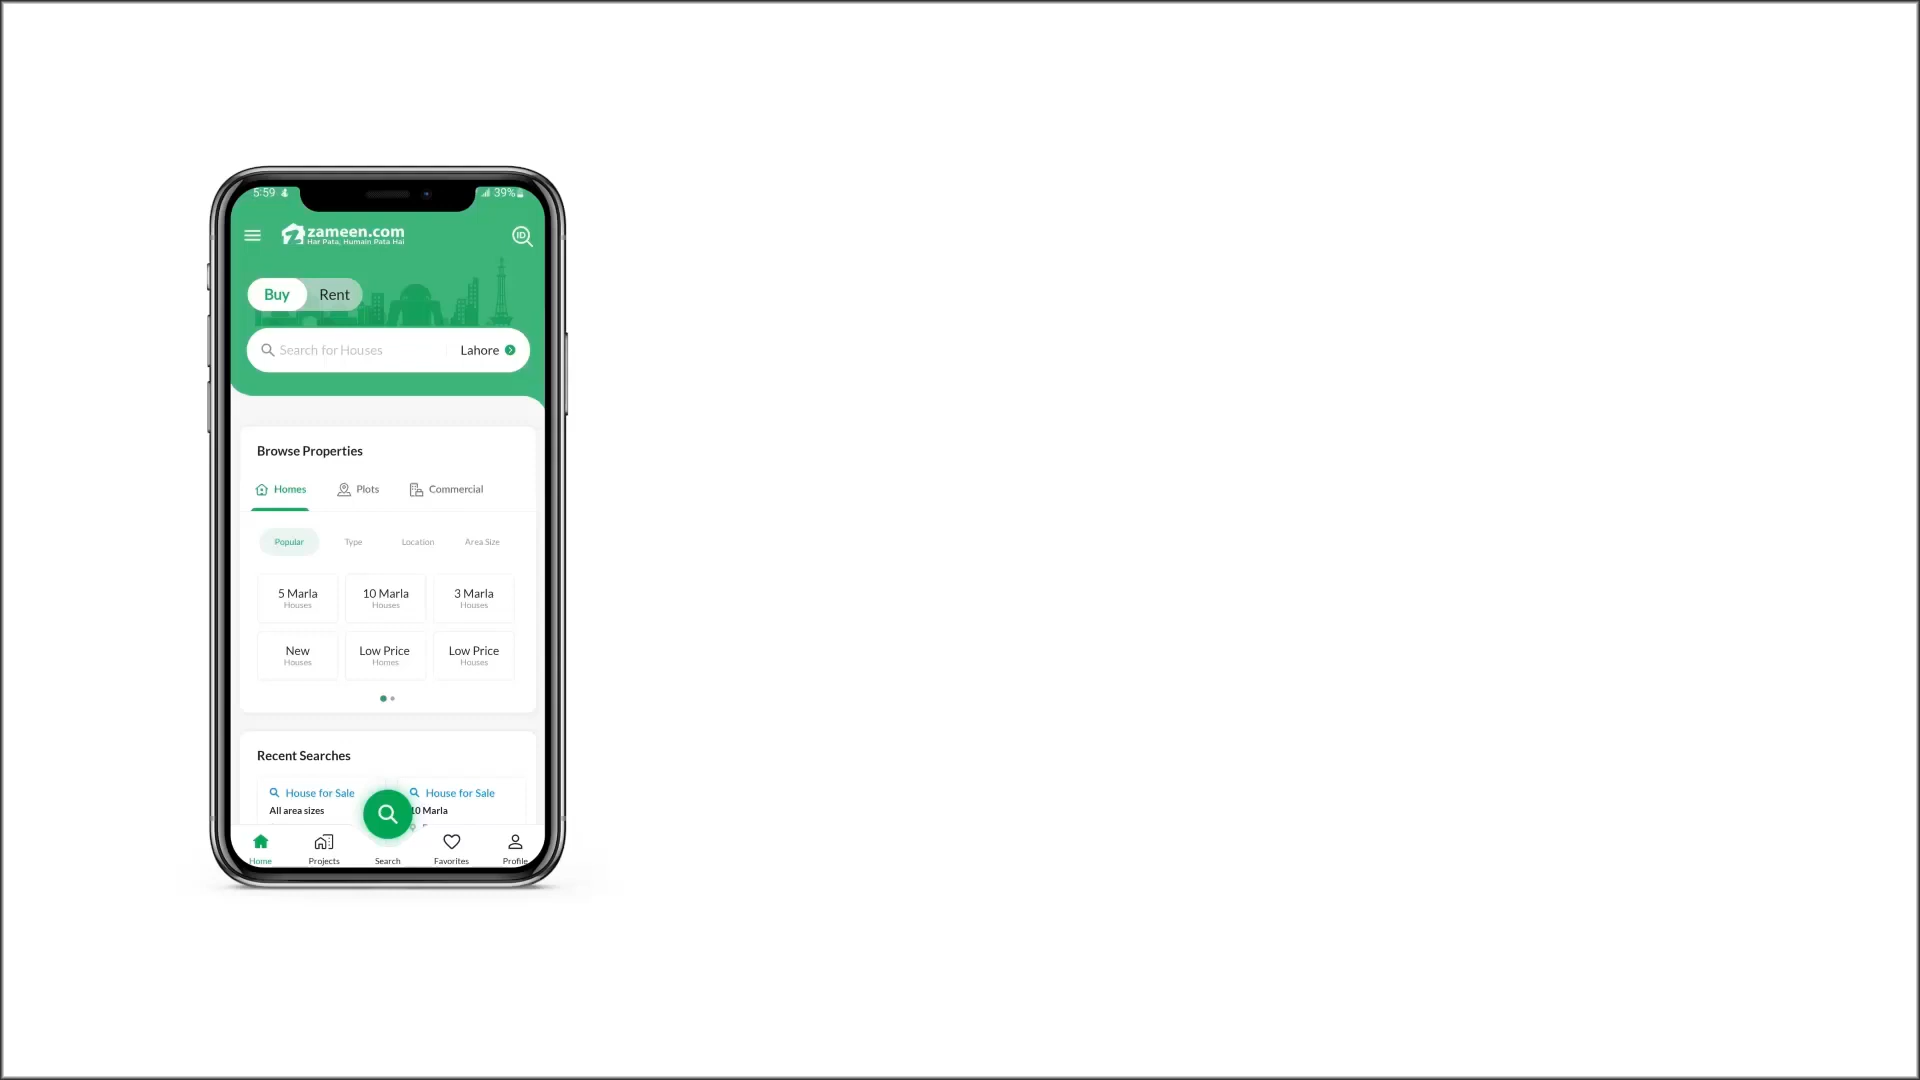 5:59
39%
zameen.com
Har Pata, Humain Pata Hai
ID
Buy Rent
Search for Houses Lahore
Browse Properties
Homes Plots Commercial
Popular Type Location Area Size
5 Marla 10 Marla 3 Marla
Houses Houses Houses
New Low Price Low Price
Houses Homes Houses
Recent Searches
House for Sale House for Sale
All area sizes 10 Marla
Home Projects Search Favorites Profile